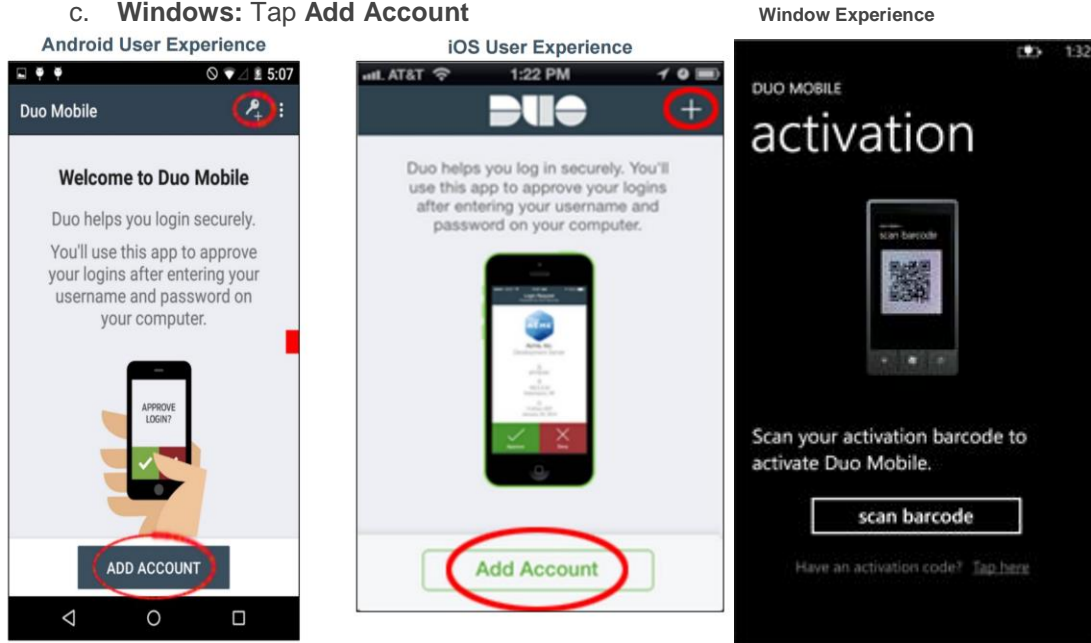 c. Windows: Tap Add Account
Window Experience
Android User Experience
iOS User Experience
5:07
Duo Mobile
Welcome to Duo Mobile
Duo helps you login securely.
You'll use this app to approve
your logins after entering your
username and password on
your computer.
APPROVE
LOGIN?
ADD ACCOUNT
AT&T 1:22 PM
DUO
Duo helps you log in securely. You'll
use this app to approve your logins
after entering your username and
password on your computer.
Add Account
1:32
DUO MOBILE
activation
scan barcode
Scan your activation barcode to
activate Duo Mobile.
scan barcode
Have an activation code? Tap here